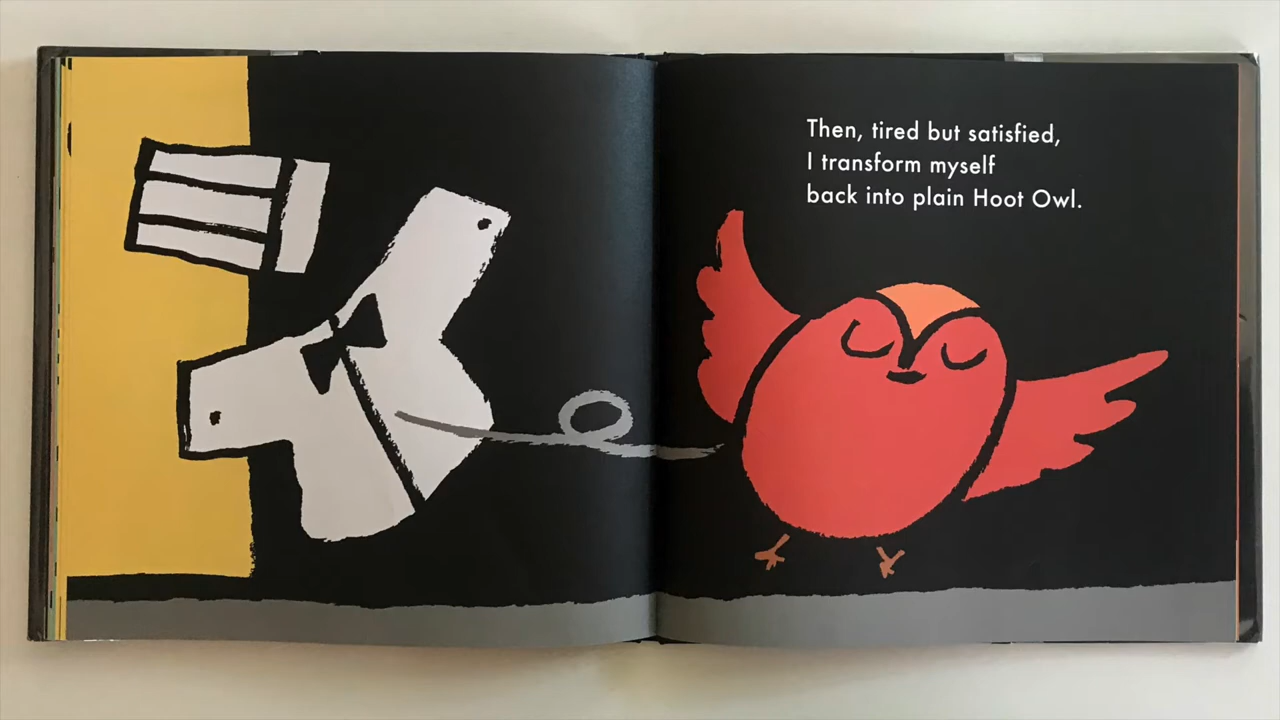 Then, tired but satisfied,
I transform myself
back into plain Hoot Owl.